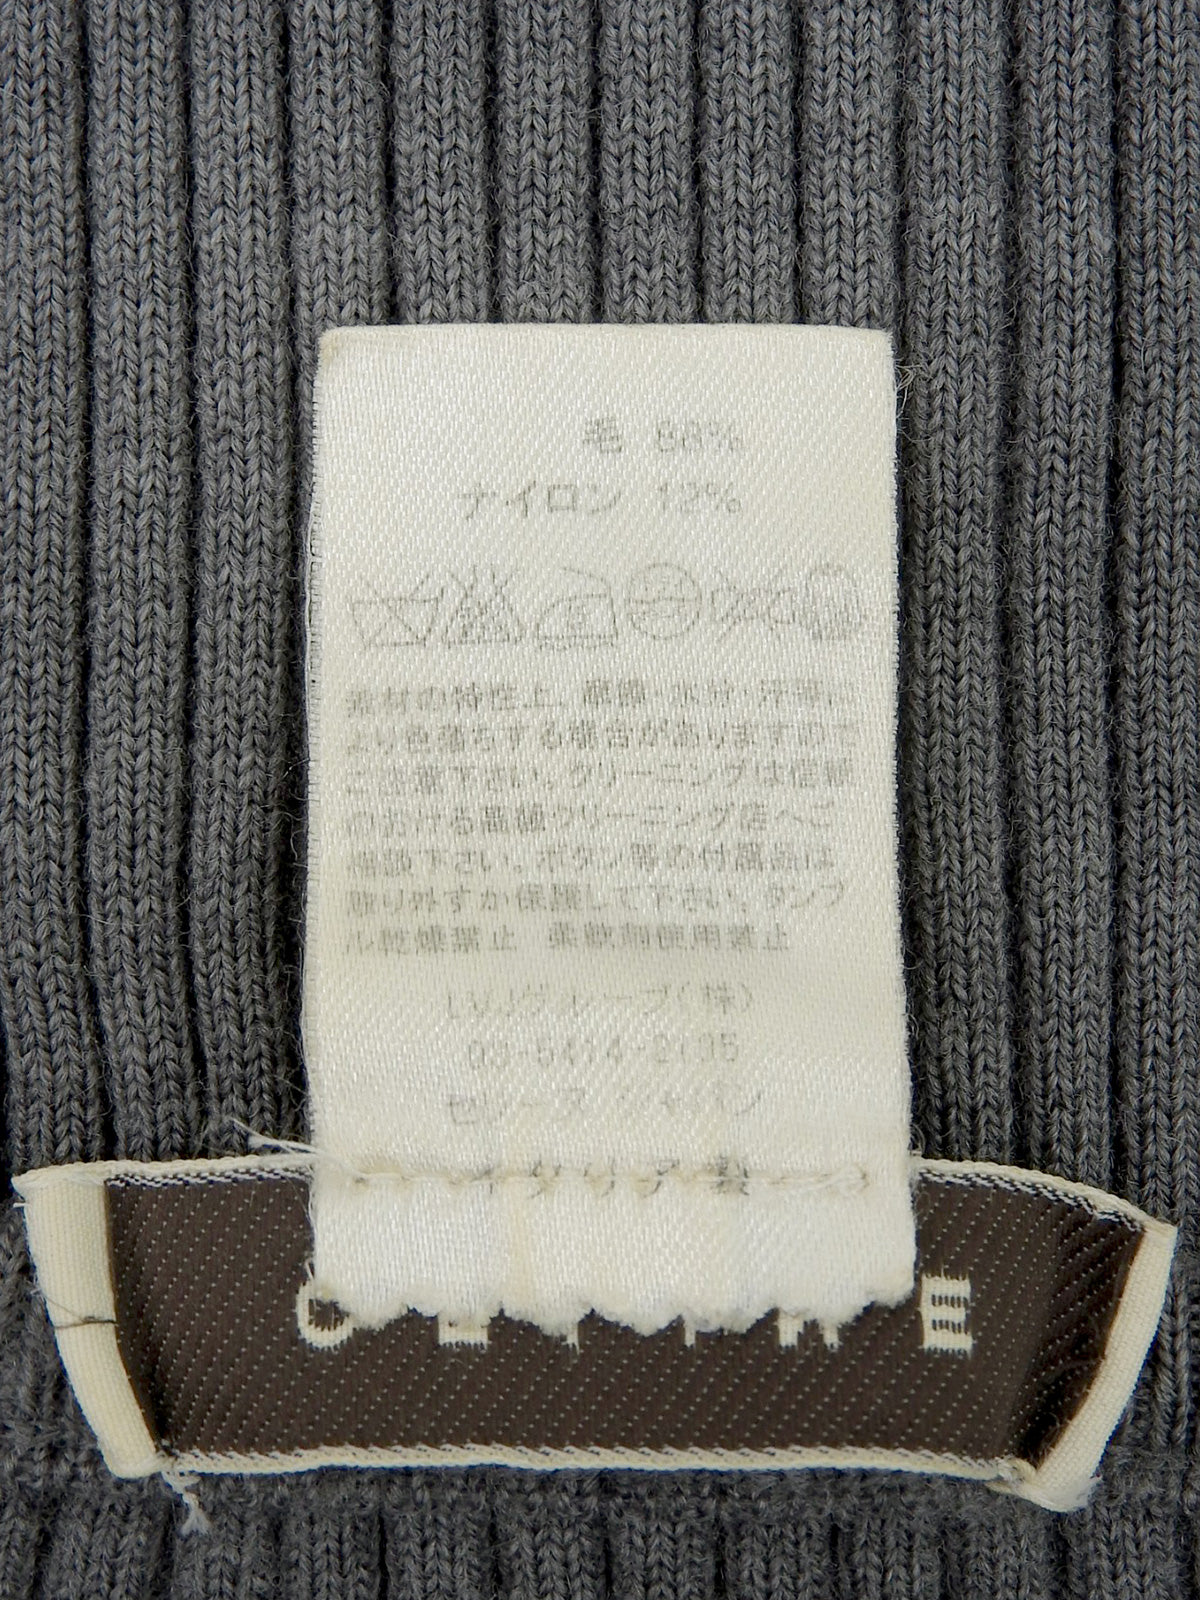 毛 88%
ナイロン 12%
素材の特性上 摩擦・水分・汗等に
より色落ちする場合がありますので
ご注意下さい。クリーニングは信頼
のおける高級クリーニング店へご
相談下さい。ボタン等の付属品は
取り外すか保護して下さい。タンブ
ル乾燥禁止 柔軟剤使用禁止
LVJグループ(株)
セリーヌ ジャパン
イタリア製